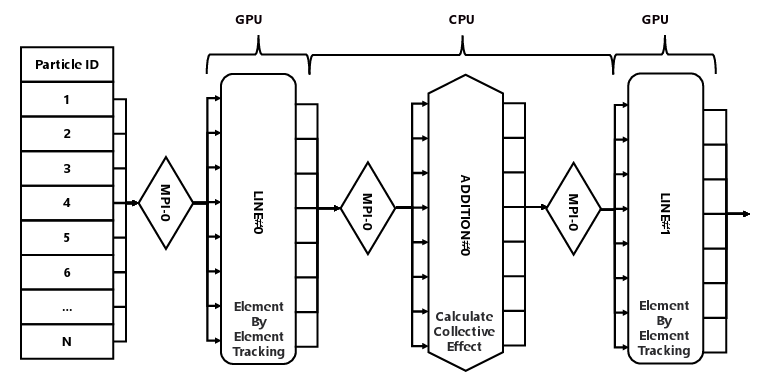 GPU
CPU
GPU
Particle ID
1
2
3
4
5
6
...
N
MPI-0
LINE#0
Element
By
Element
Tracking
MPI-0
ADDITION#0
Calculate
Collective
Effect
MPI-0
LINE#1
Element
By
Element
Tracking